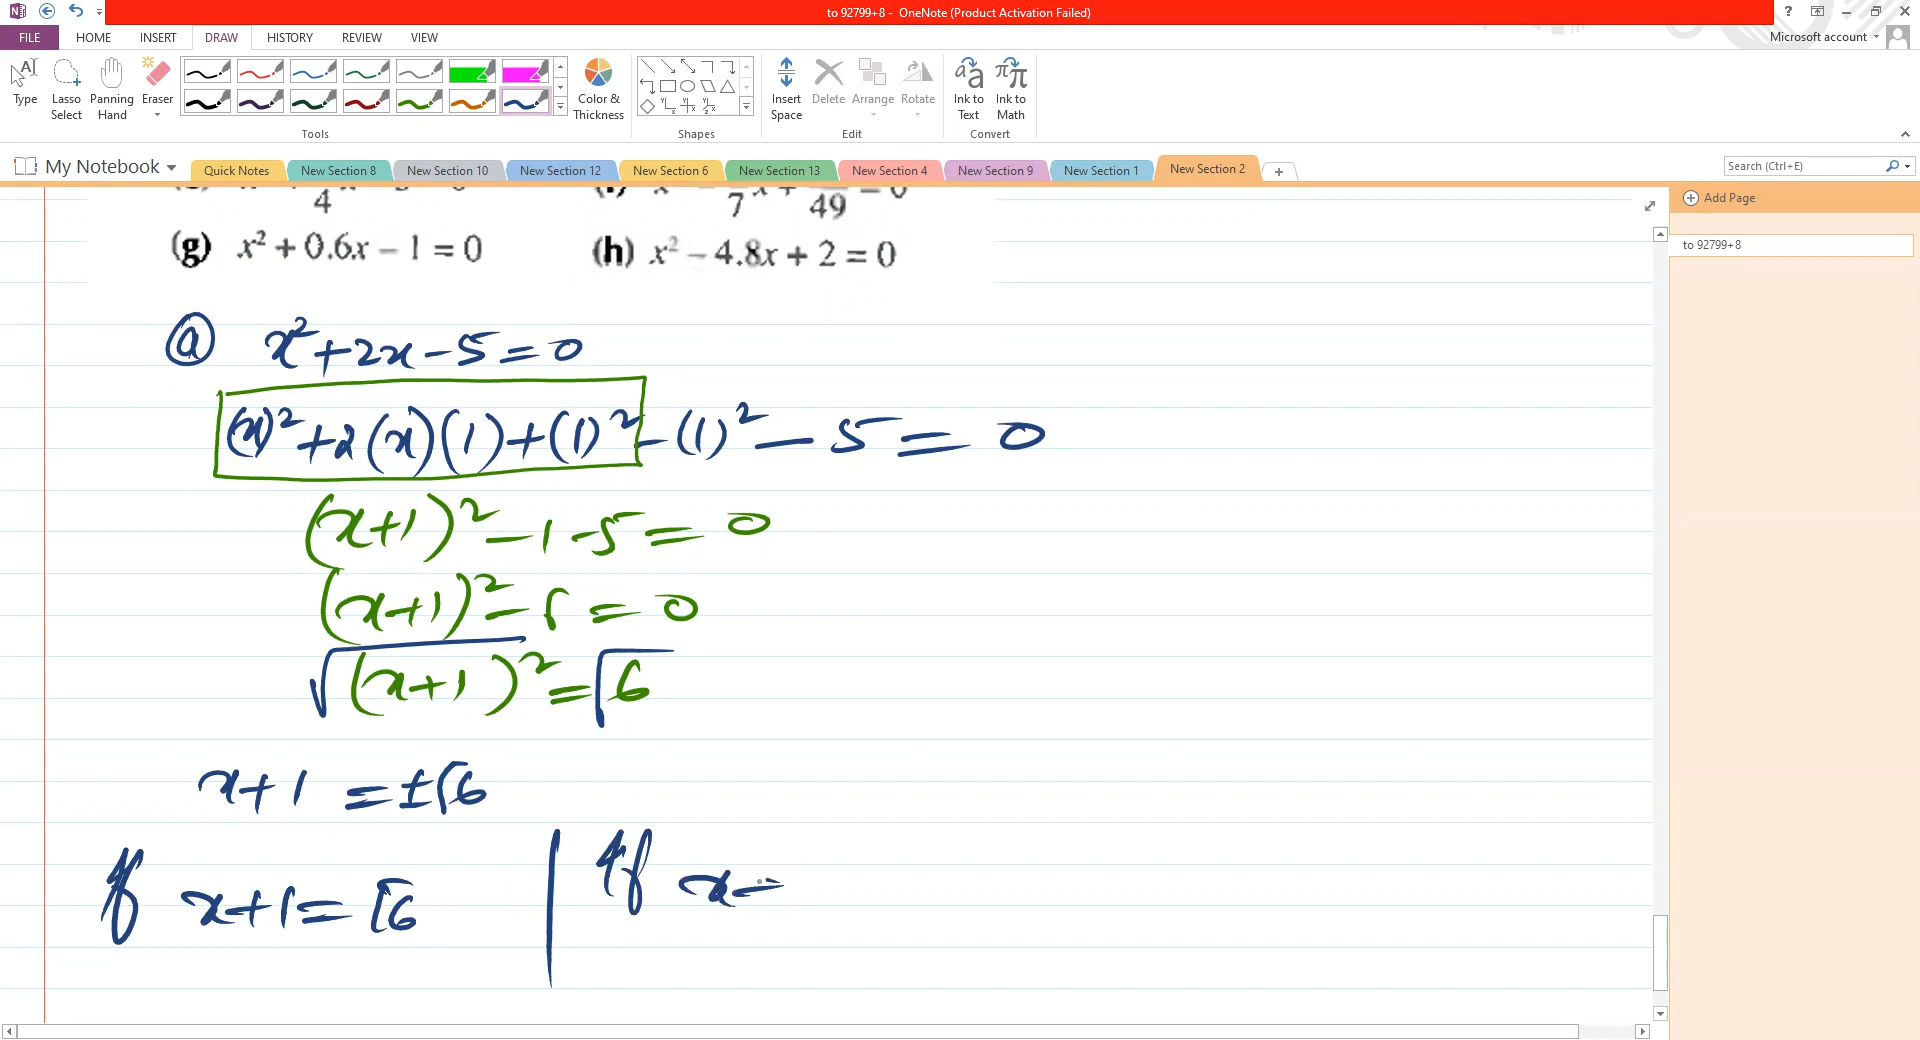 to 92799+8 - OneNote (Product Activation Failed)
FILE HOME INSERT DRAW HISTORY REVIEW VIEW
Microsoft account
Type Lasso Select Panning Hand Eraser
Color & Thickness
Insert Space Delete Arrange Rotate
Ink to Text Ink to Math
Tools Shapes Edit Convert
My Notebook Quick Notes New Section 8 New Section 10 New Section 12 New Section 6 New Section 13 New Section 4 New Section 9 New Section 1 New Section 2
Search (Ctrl+E)
Add Page
to 92799+8
4 7 49
(g) x² + 0.6x − 1 = 0 (h) x² − 4.8x + 2 = 0
ⓐ x²+2x−5=0
(x)²+2(x)(1)+(1)²−(1)²−5=0
(x+1)²−1−5=0
(x+1)²−6=0
√(x+1)²=√6
x+1=±√6
If x+1=√6 If x